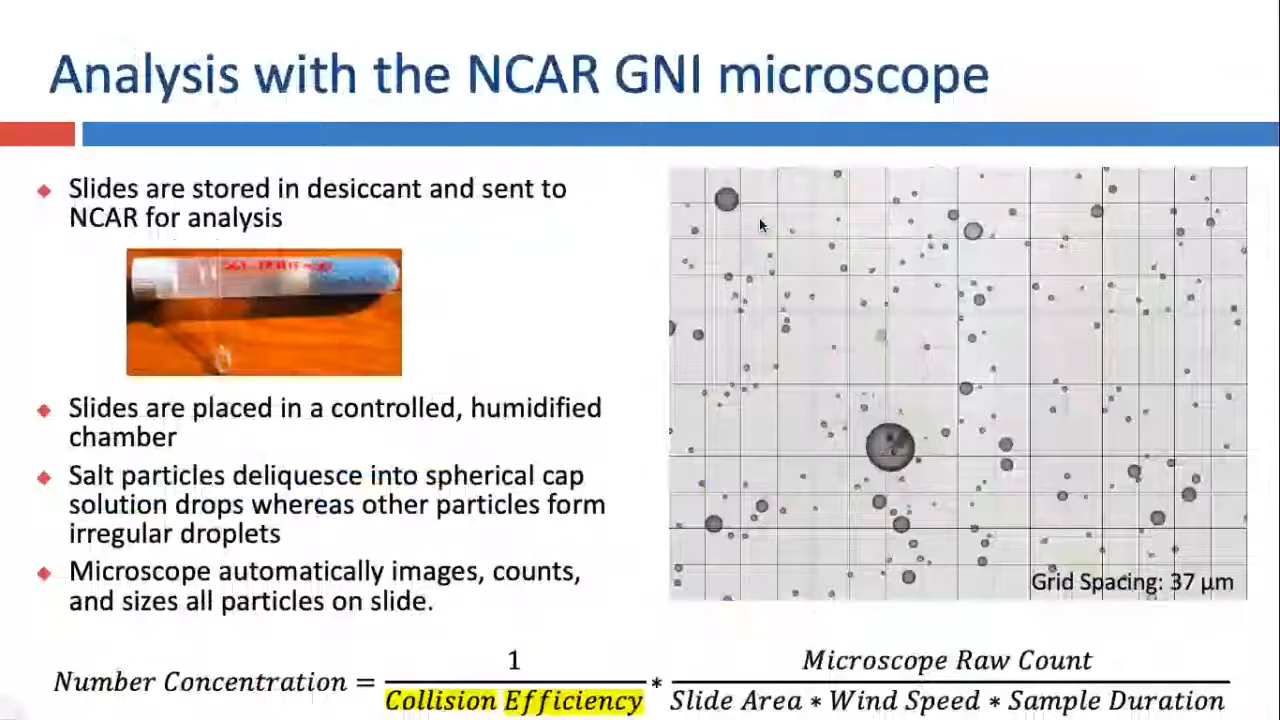 Analysis with the NCAR GNI microscope
Slides are stored in desiccant and sent to
NCAR for analysis
Slides are placed in a controlled, humidified
chamber
Salt particles deliquesce into spherical cap
solution drops whereas other particles form
irregular droplets
Microscope automatically images, counts,
and sizes all particles on slide.
Grid Spacing: 37 µm
Number Concentration = 1 / Collision Efficiency * Microscope Raw Count / Slide Area * Wind Speed * Sample Duration